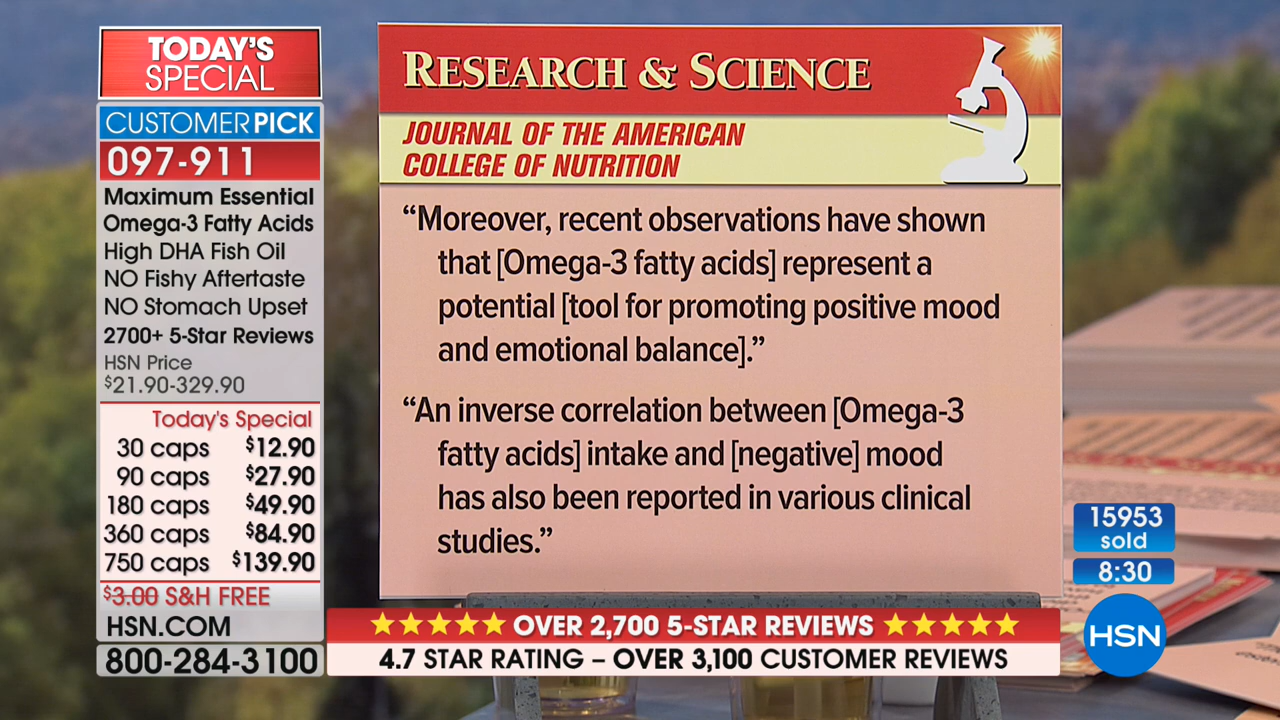 TODAY'S
SPECIAL
CUSTOMER PICK
097-911
Maximum Essential
Omega-3 Fatty Acids
High DHA Fish Oil
NO Fishy Aftertaste
NO Stomach Upset
2700+ 5-Star Reviews
HSN Price
$21.90-329.90
Today's Special
30 caps $12.90
90 caps $27.90
180 caps $49.90
360 caps $84.90
750 caps $139.90
$3.00 S&H FREE
HSN.COM
800-284-3100
RESEARCH & SCIENCE
JOURNAL OF THE AMERICAN
COLLEGE OF NUTRITION
“Moreover, recent observations have shown
that [Omega-3 fatty acids] represent a
potential [tool for promoting positive mood
and emotional balance].”
“An inverse correlation between [Omega-3
fatty acids] intake and [negative] mood
has also been reported in various clinical
studies.”
15953
sold
8:30
HSN
OVER 2,700 5-STAR REVIEWS
4.7 STAR RATING – OVER 3,100 CUSTOMER REVIEWS